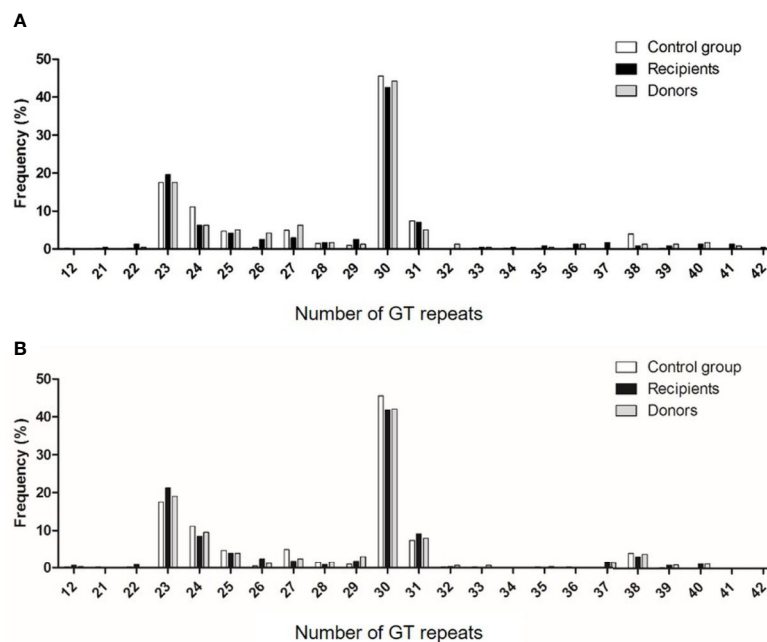 A
Frequency (%)
50
40
30
20
10
0
Control group
Recipients
Donors
12 21 22 23 24 25 26 27 28 29 30 31 32 33 34 35 36 37 38 39 40 41 42
Number of GT repeats
B
Frequency (%)
50
40
30
20
10
0
Control group
Recipients
Donors
12 21 22 23 24 25 26 27 28 29 30 31 32 33 34 35 36 37 38 39 40 41 42
Number of GT repeats